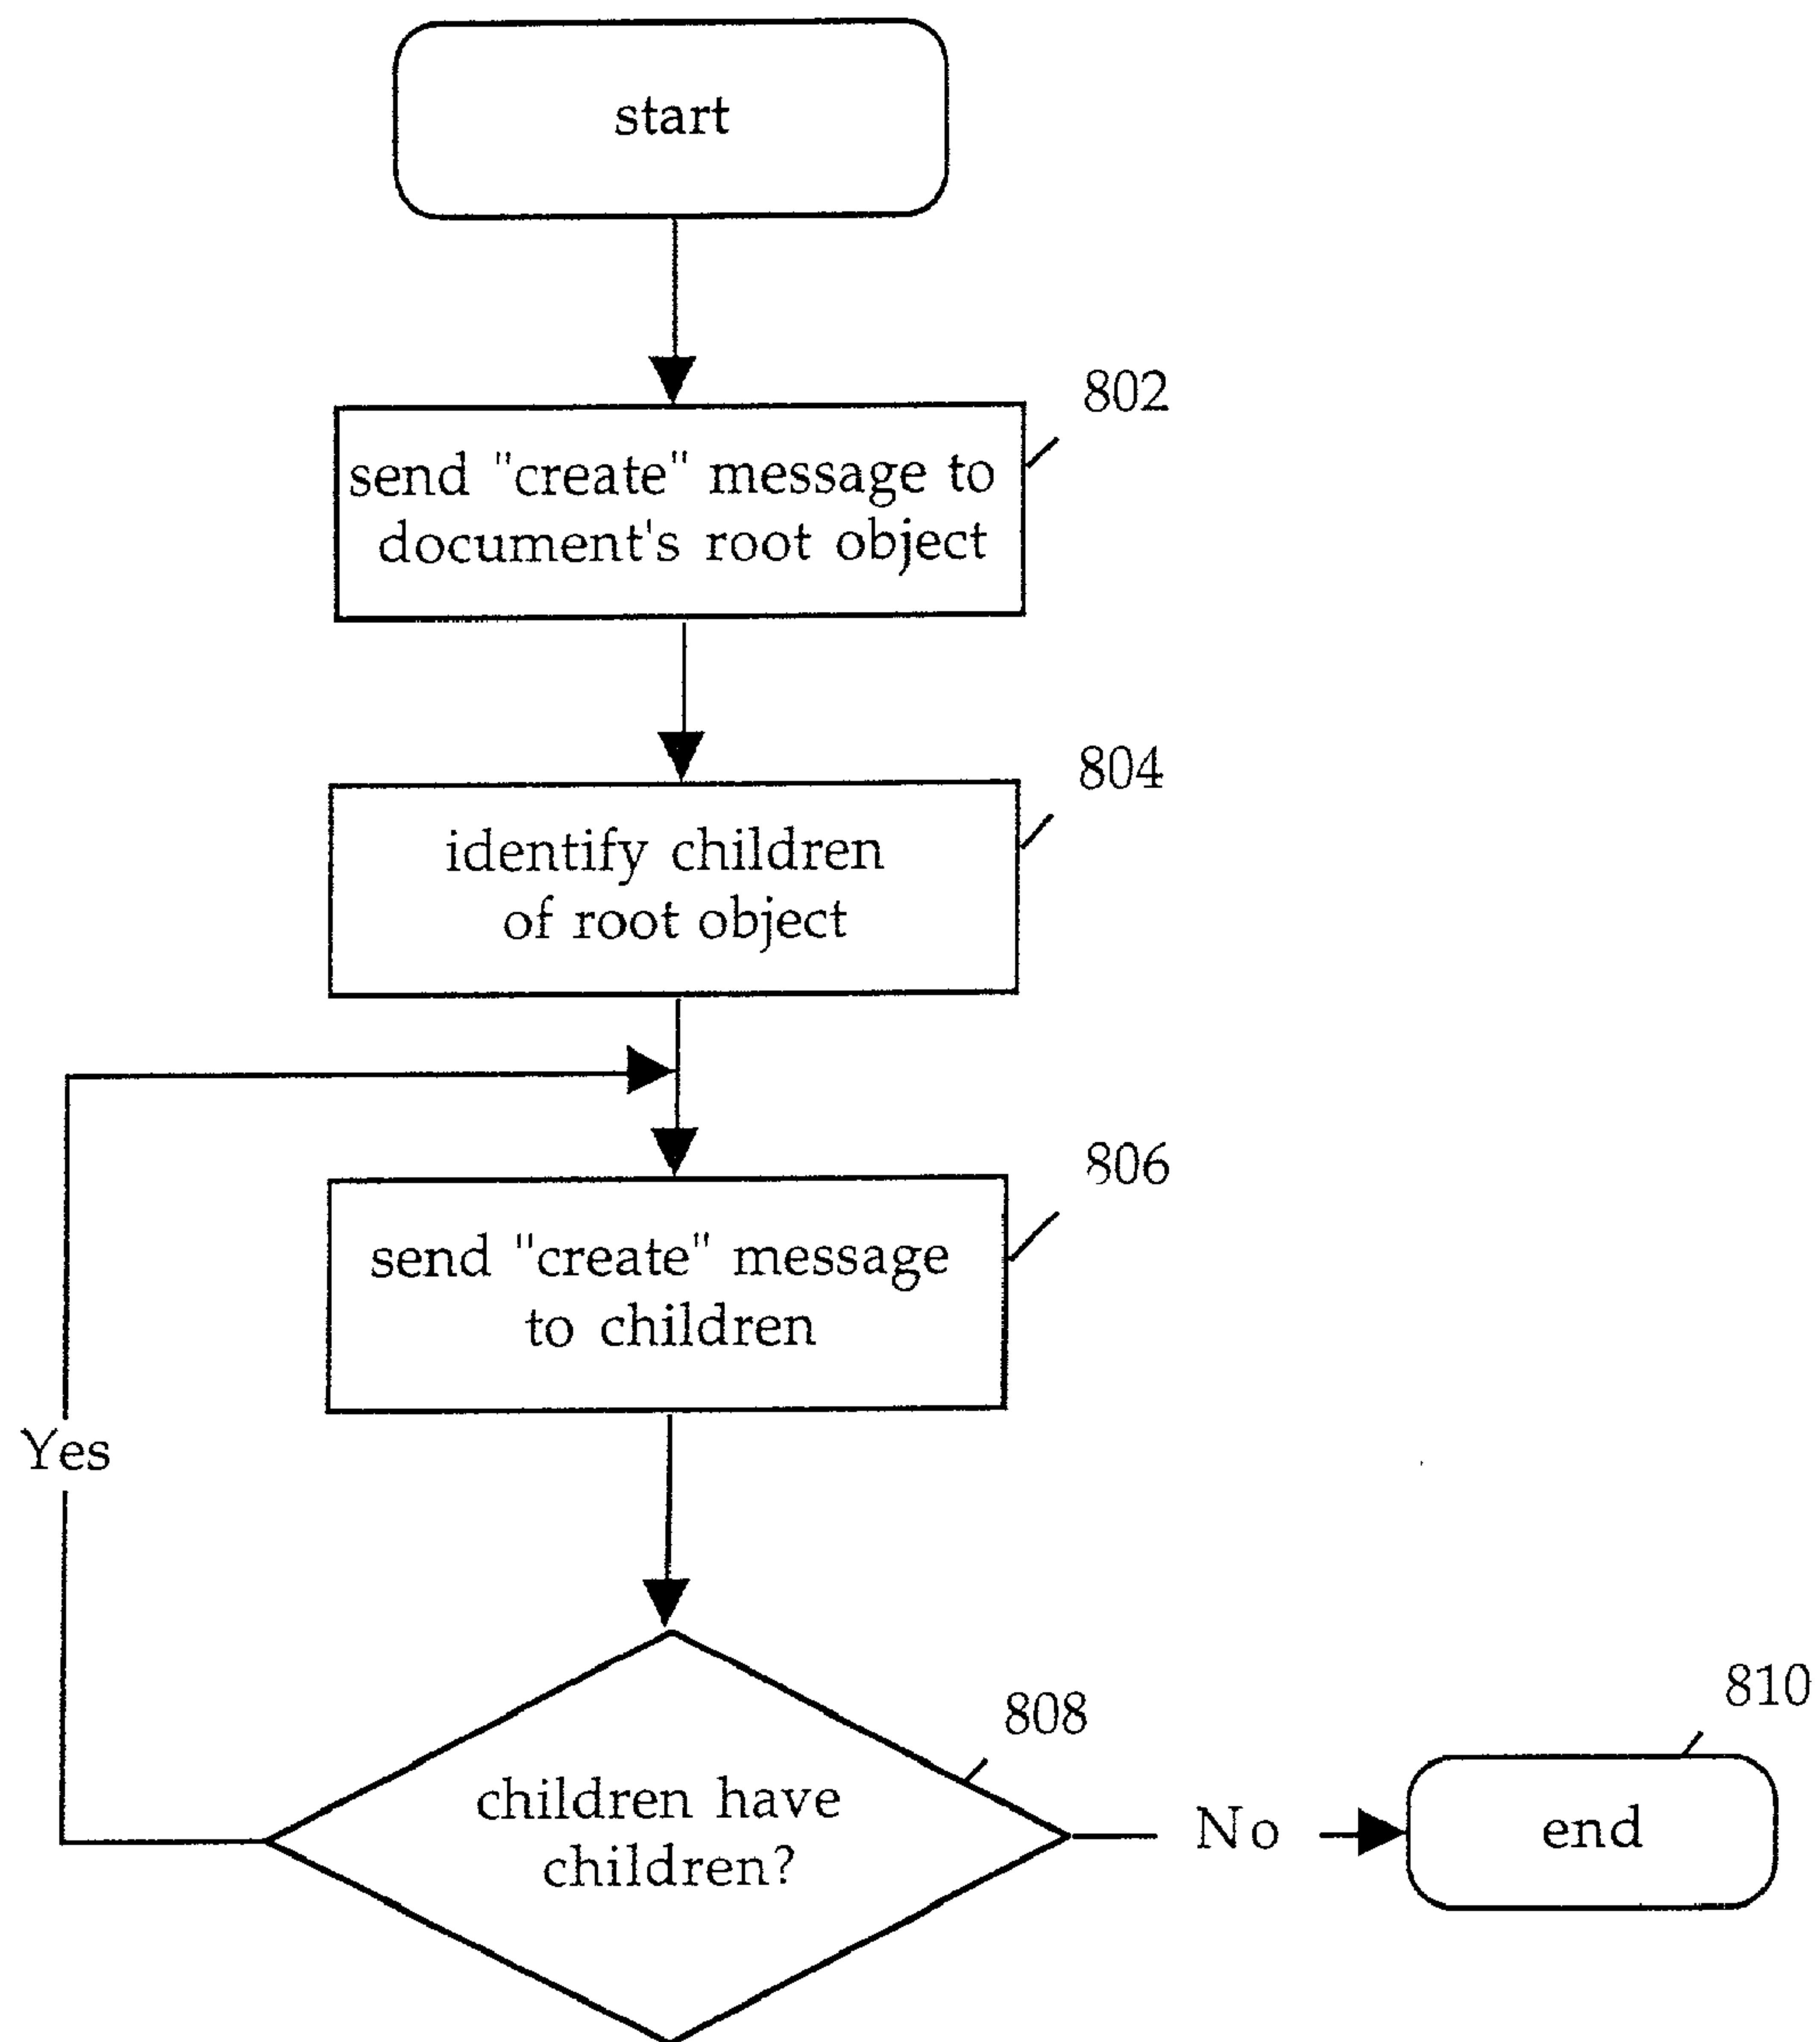 start
802
send "create" message to
document's root object
804
identify children
of root object
806
send "create" message
to children
Yes
808
children have
children?
No
810
end